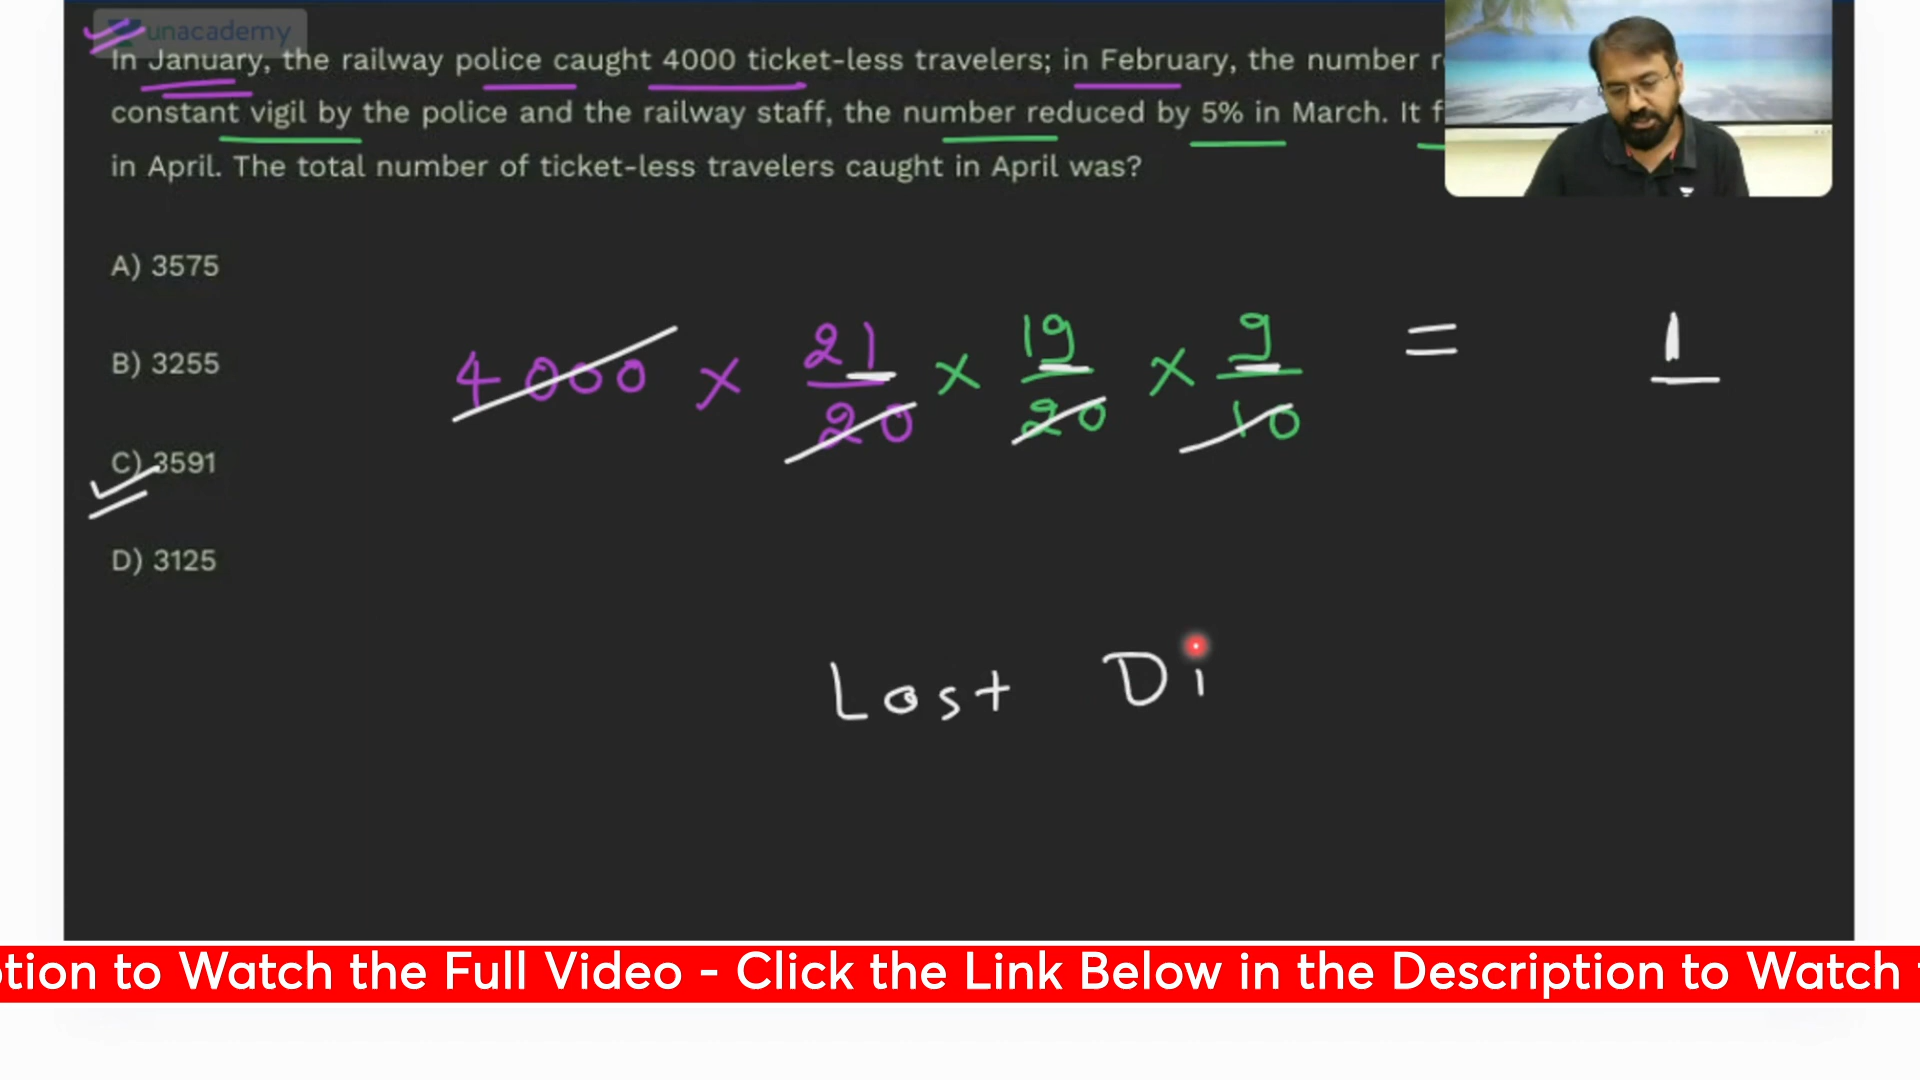 unacademy
In January, the railway police caught 4000 ticket-less travelers; in February, the number
constant vigil by the police and the railway staff, the number reduced by 5% in March. It
in April. The total number of ticket-less travelers caught in April was?
A) 3575
B) 3255
C) 3591
D) 3125
4000 × 21/20 × 19/20 × 9/10 = 1
Last Di
to Watch the Full Video - Click the Link Below in the Description to Watch